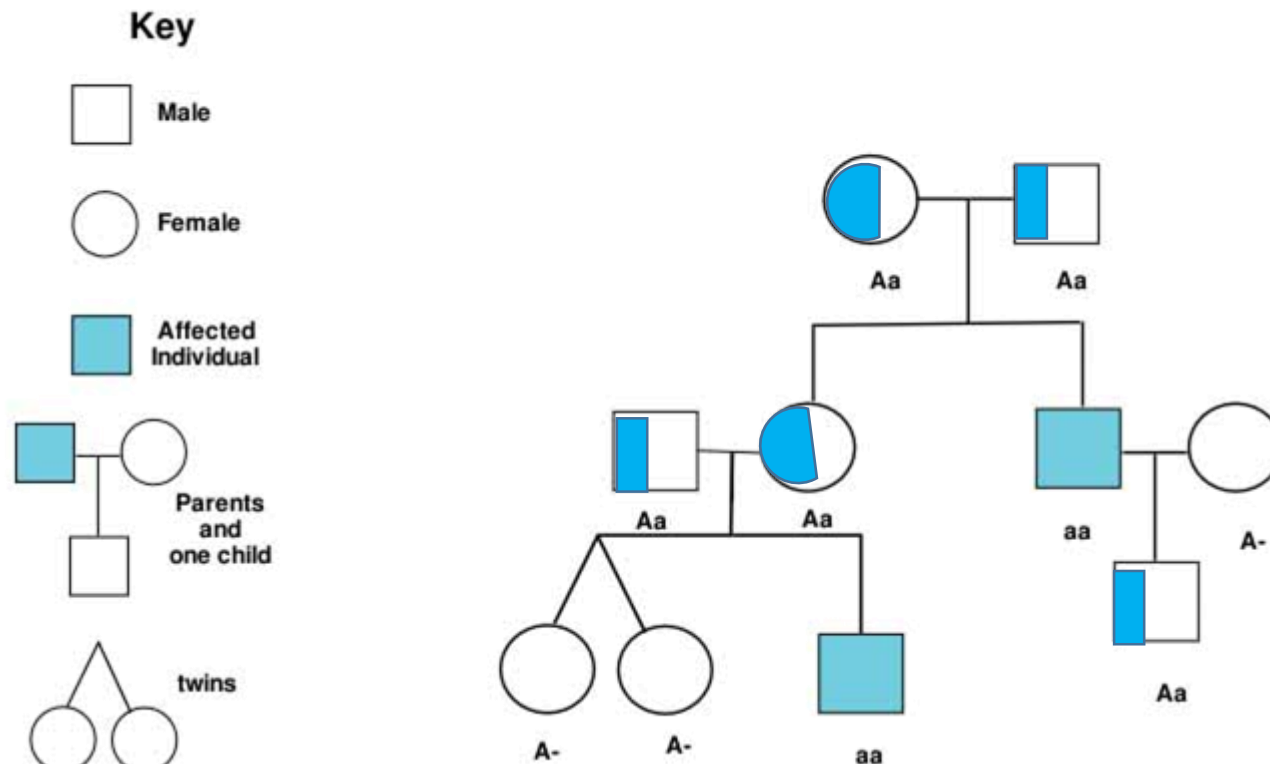 Key
Male
Female
Affected
Individual
Parents
and
one child
twins
Aa
Aa
Aa
Aa
aa
A-
Aa
A-
A-
aa